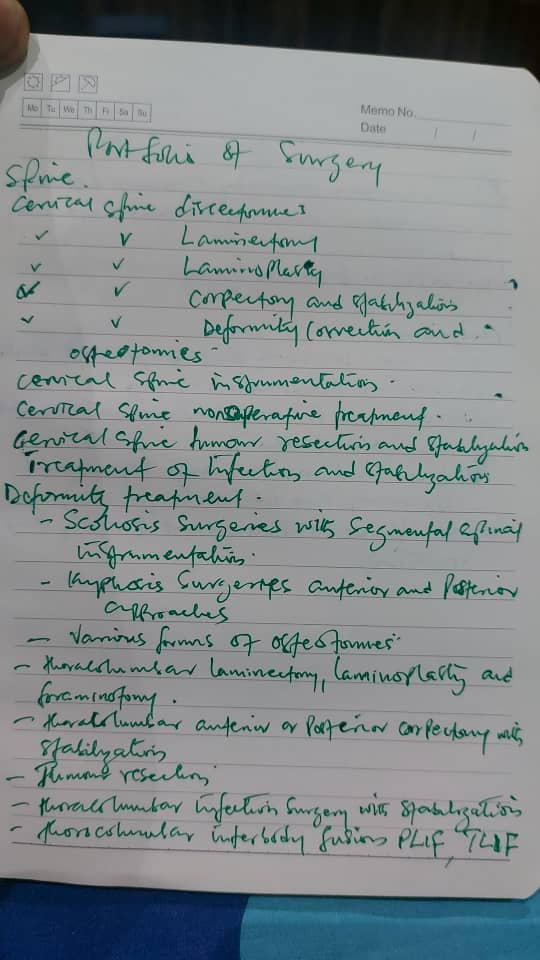 Mo Tu We Th Fr Sa Su
Memo No.
Date / /
Portfolio of Surgery
Spine.
Cervical spine discectomies
✓ ✓ Laminectomy
✓ ✓ Laminoplasty
✓ ✓ Corpectomy and stabilization
✓ ✓ Deformity correction and
osteotomies
Cervical spine instrumentation.
Cervical spine nonoperative treatment.
Cervical spine tumour resection and stabilization
Treatment of infection and stabilization
Deformity treatment.
- Scoliosis surgeries with segmental spinal
instrumentation.
- Kyphosis surgeries anterior and posterior
approaches
- Various forms of osteotomies
- thoracolumbar laminectomy, laminoplasty and
foraminotomy.
- thoracolumbar anterior or posterior corpectomy with
stabilization
- Tumour resection
- thoracolumbar infection surgery with stabilization
- thoracolumbar interbody fusion PLIF, TLIF